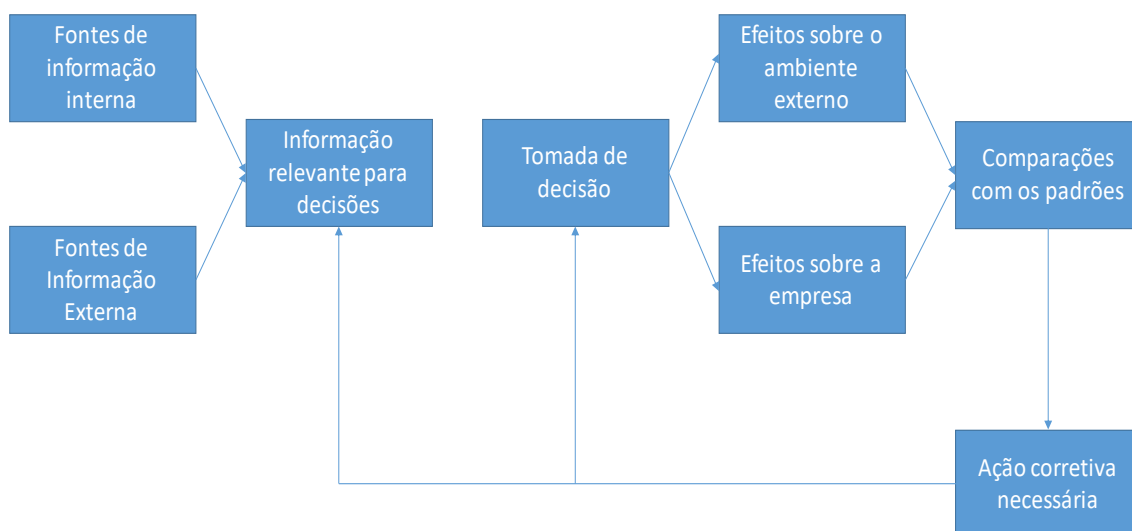 Fontes de
informação
interna
Fontes de
Informação
Externa
Informação
relevante para
decisões
Tomada de
decisão
Efeitos sobre o
ambiente
externo
Efeitos sobre a
empresa
Comparações
com os padrões
Ação corretiva
necessária